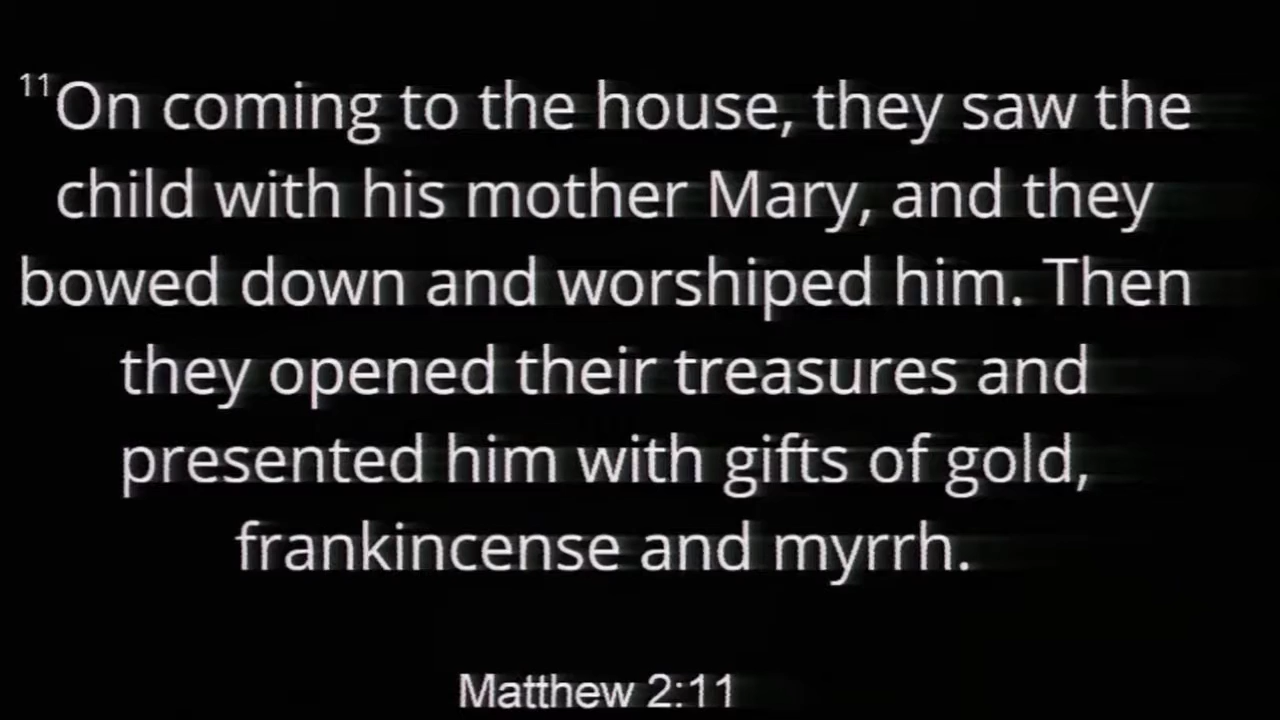 11On coming to the house, they saw the
child with his mother Mary, and they
bowed down and worshiped him. Then
they opened their treasures and
presented him with gifts of gold,
frankincense and myrrh.
Matthew 2:11